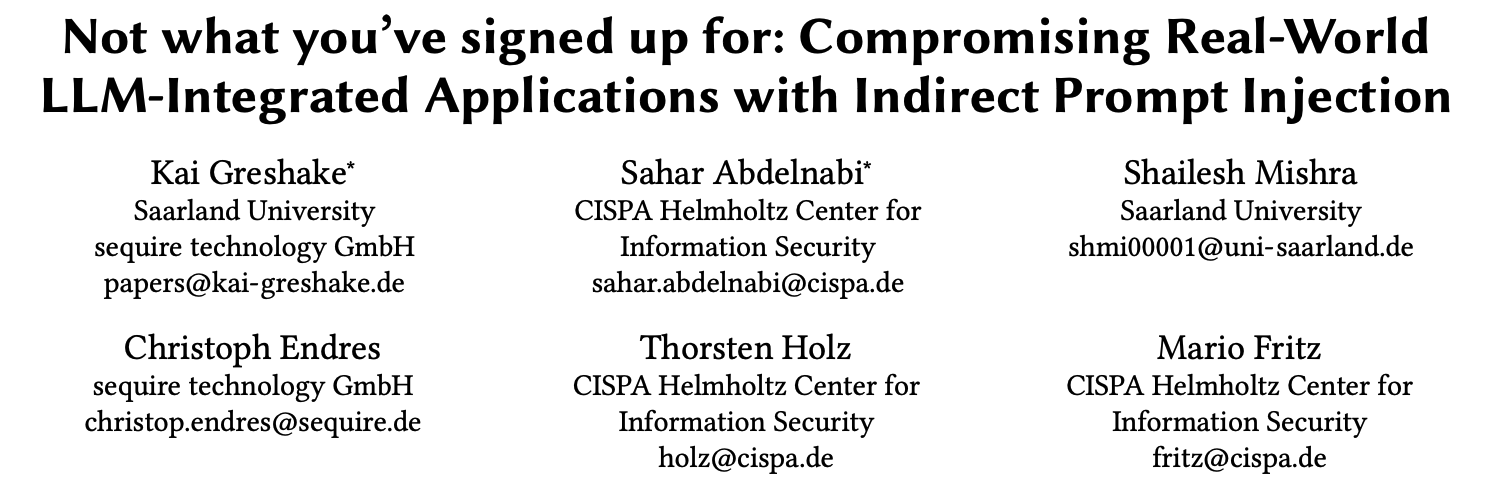 Not what you’ve signed up for: Compromising Real-World
LLM-Integrated Applications with Indirect Prompt Injection
Kai Greshake*
Saarland University
sequire technology GmbH
papers@kai-greshake.de
Sahar Abdelnabi*
CISPA Helmholtz Center for
Information Security
sahar.abdelnabi@cispa.de
Shailesh Mishra
Saarland University
shmi00001@uni-saarland.de
Christoph Endres
sequire technology GmbH
christop.endres@sequire.de
Thorsten Holz
CISPA Helmholtz Center for
Information Security
holz@cispa.de
Mario Fritz
CISPA Helmholtz Center for
Information Security
fritz@cispa.de